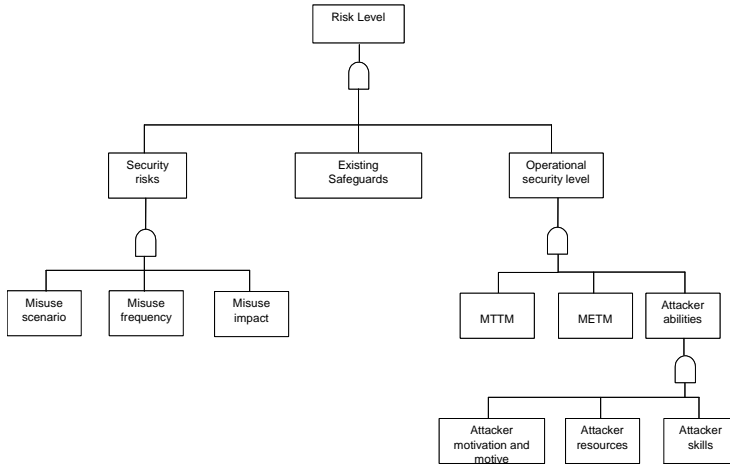 Risk Level
Security
risks
Existing
Safeguards
Operational
security level
Misuse
scenario
Misuse
frequency
Misuse
impact
MTTM
METM
Attacker
abilities
Attacker
motivation and
motive
Attacker
resources
Attacker
skills